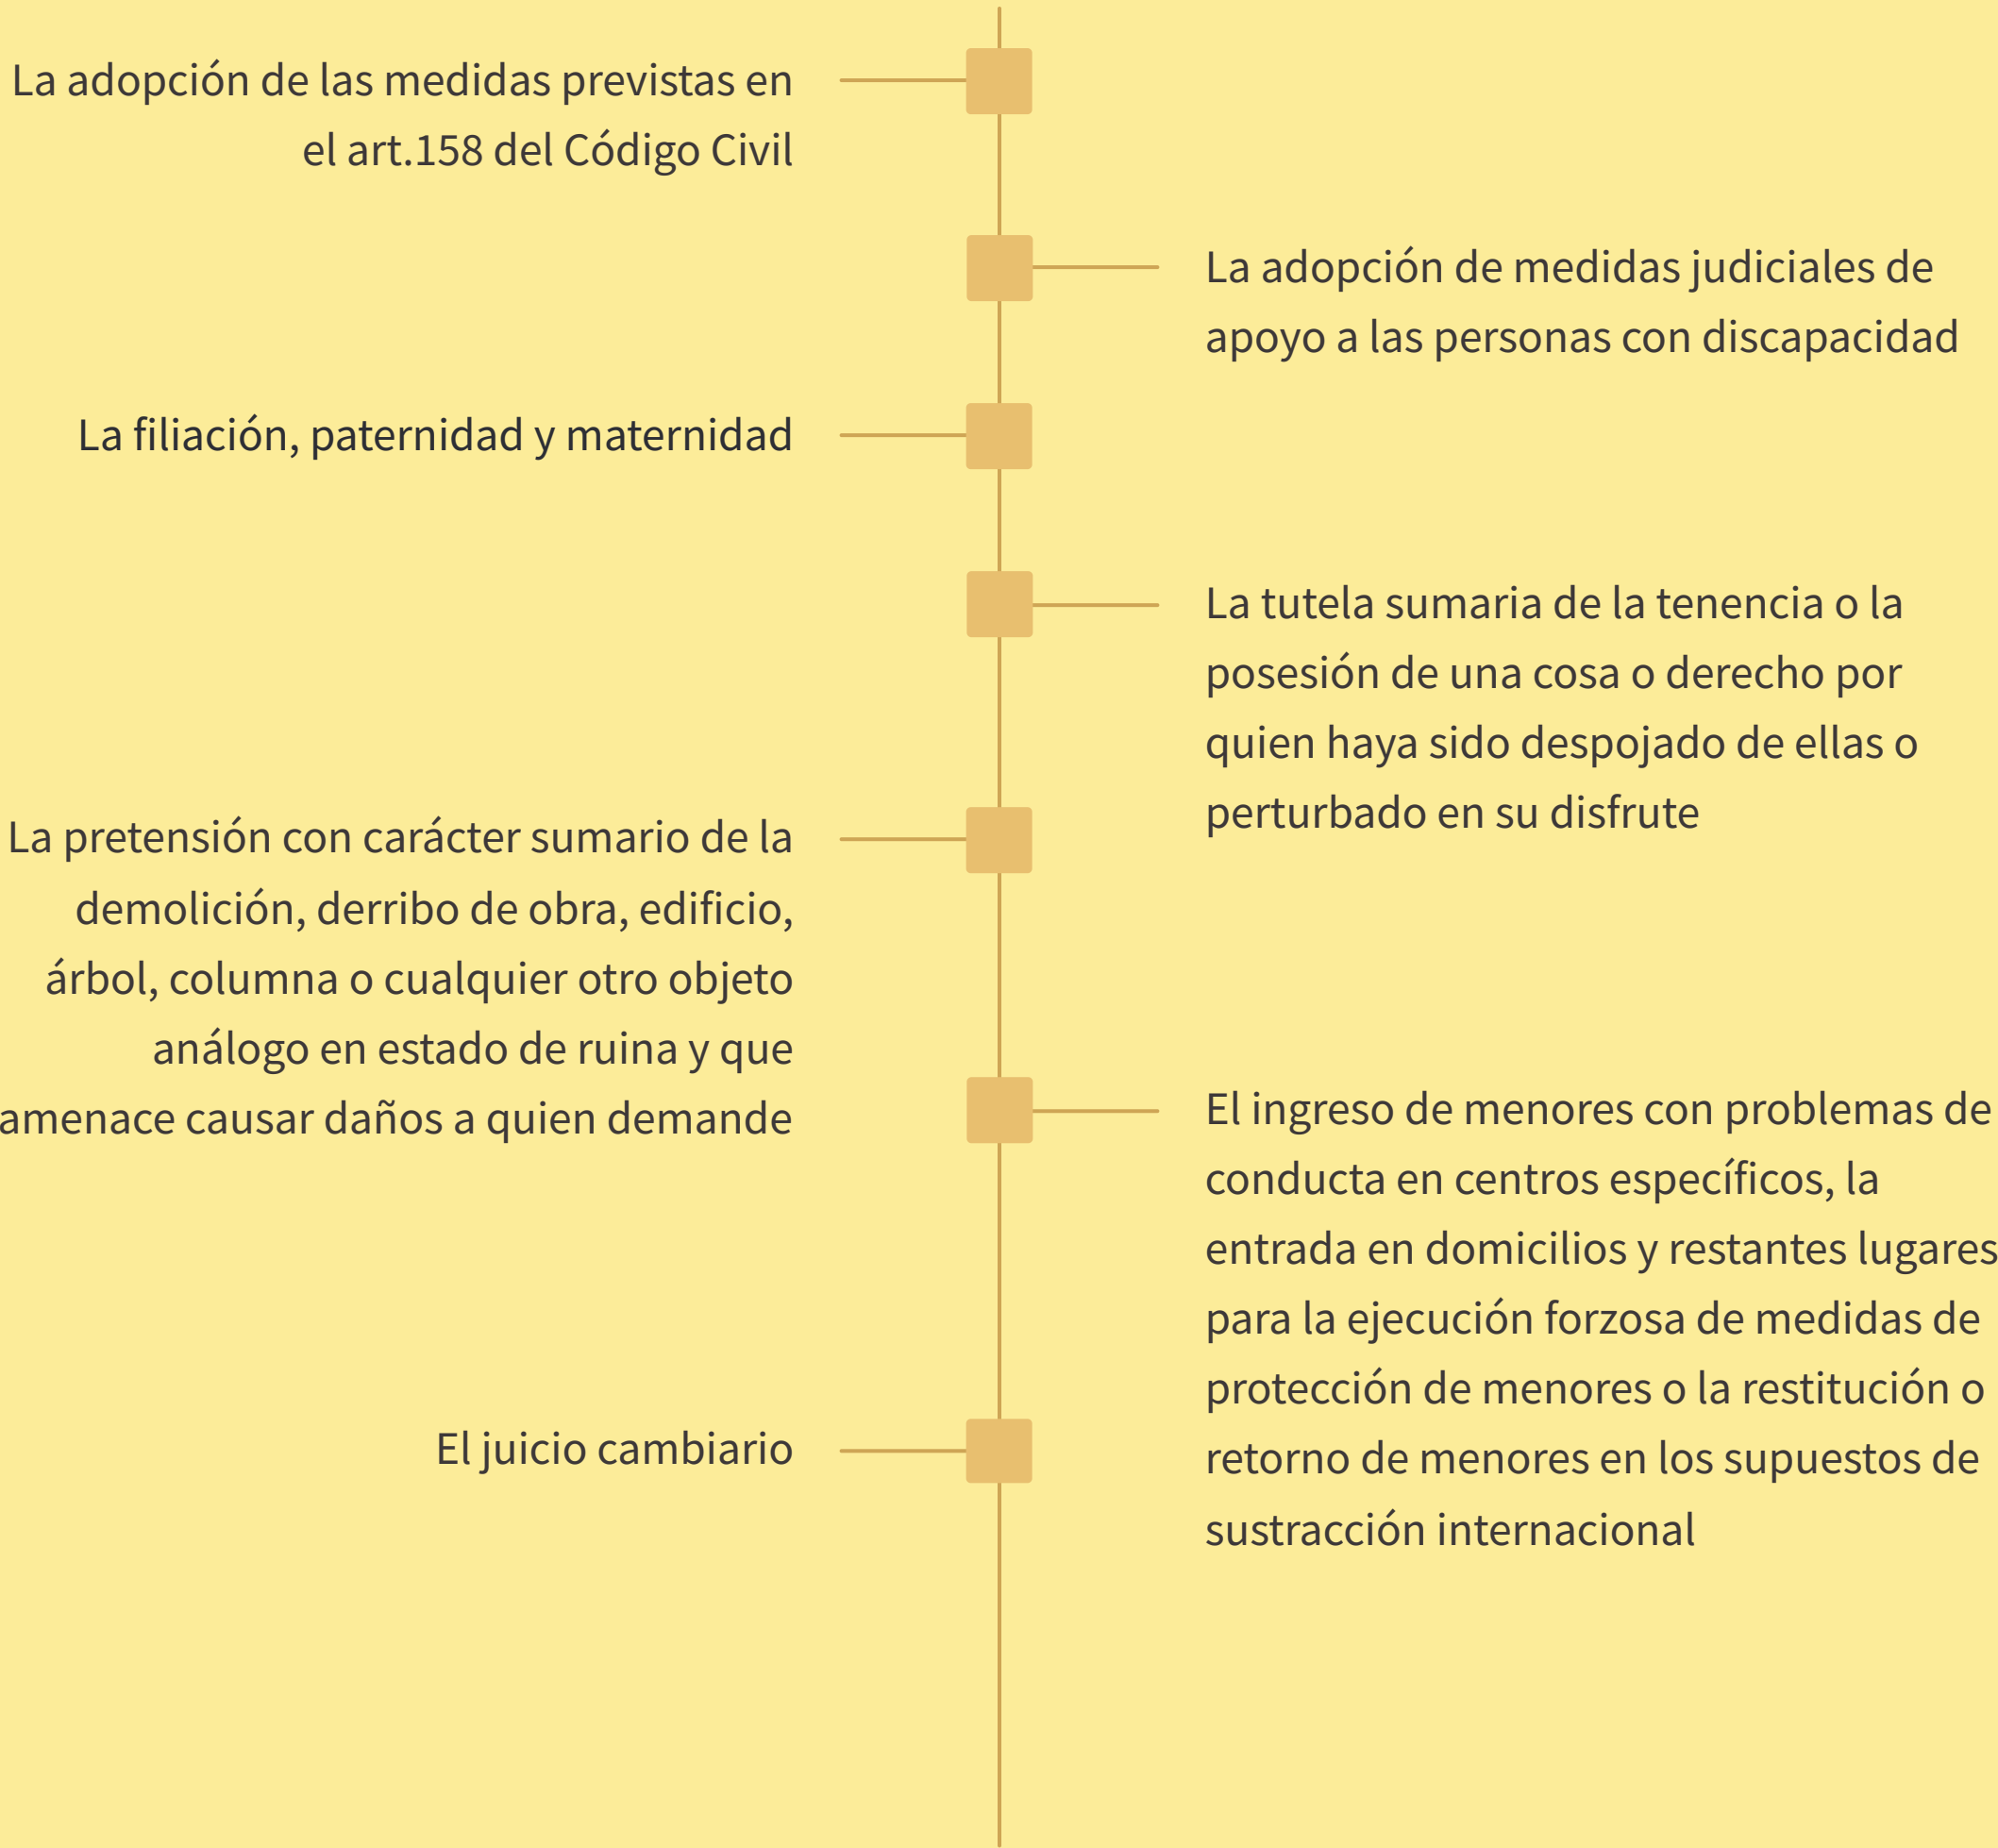 La adopción de las medidas previstas en
el art.158 del Código Civil
La adopción de medidas judiciales de
apoyo a las personas con discapacidad
La filiación, paternidad y maternidad
La tutela sumaria de la tenencia o la
posesión de una cosa o derecho por
quien haya sido despojado de ellas o
perturbado en su disfrute
La pretensión con carácter sumario de la
demolición, derribo de obra, edificio,
árbol, columna o cualquier otro objeto
análogo en estado de ruina y que
amenace causar daños a quien demande
El ingreso de menores con problemas de
conducta en centros específicos, la
entrada en domicilios y restantes lugares
para la ejecución forzosa de medidas de
protección de menores o la restitución o
retorno de menores en los supuestos de
sustracción internacional
El juicio cambiario